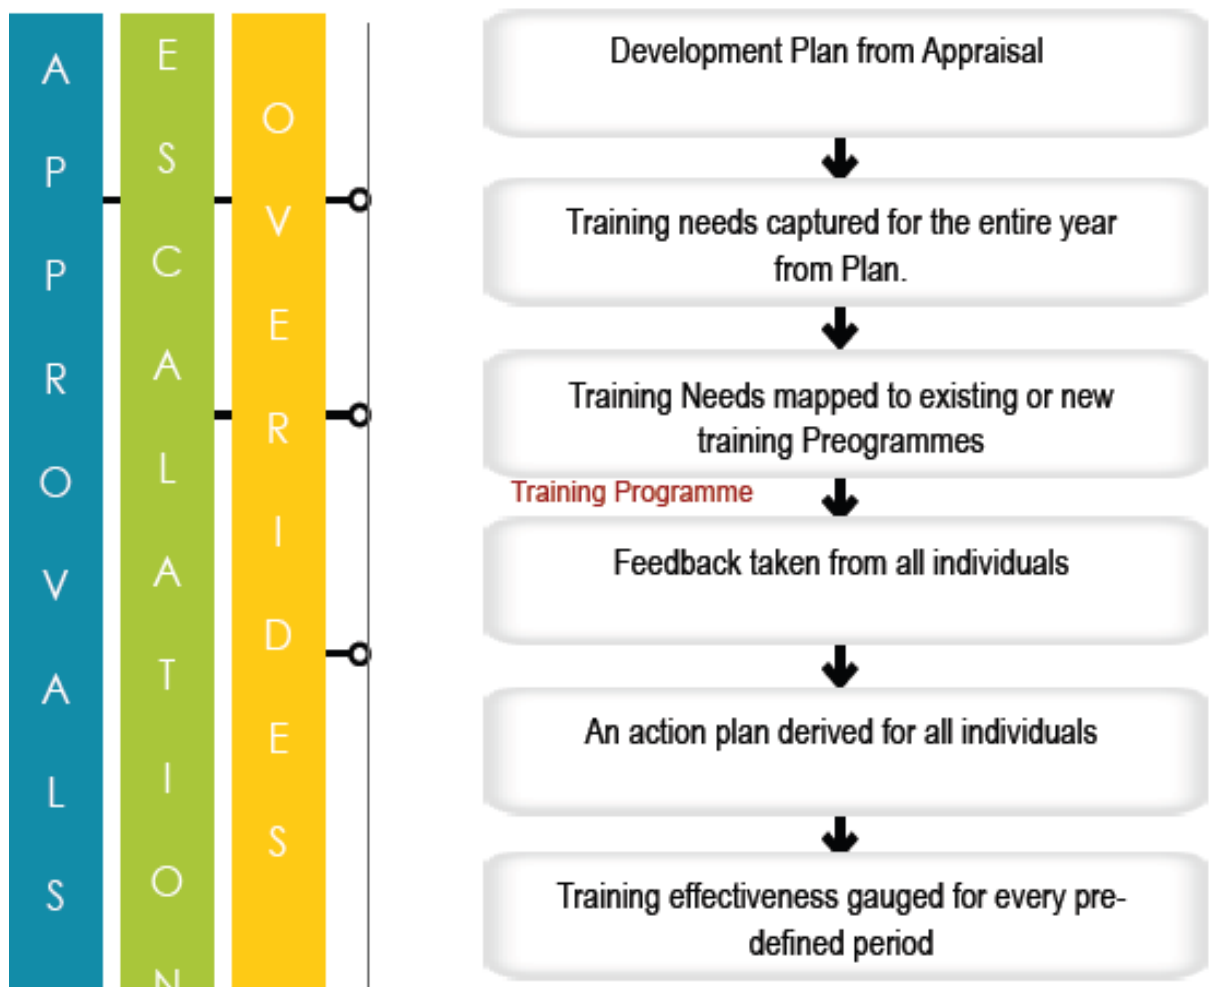 APPROVALS
ESCALATION
OVERIDES
Development Plan from Appraisal
Training needs captured for the entire year
from Plan.
Training Needs mapped to existing or new
training Preogrammes
Training Programme
Feedback taken from all individuals
An action plan derived for all individuals
Training effectiveness gauged for every pre-
defined period